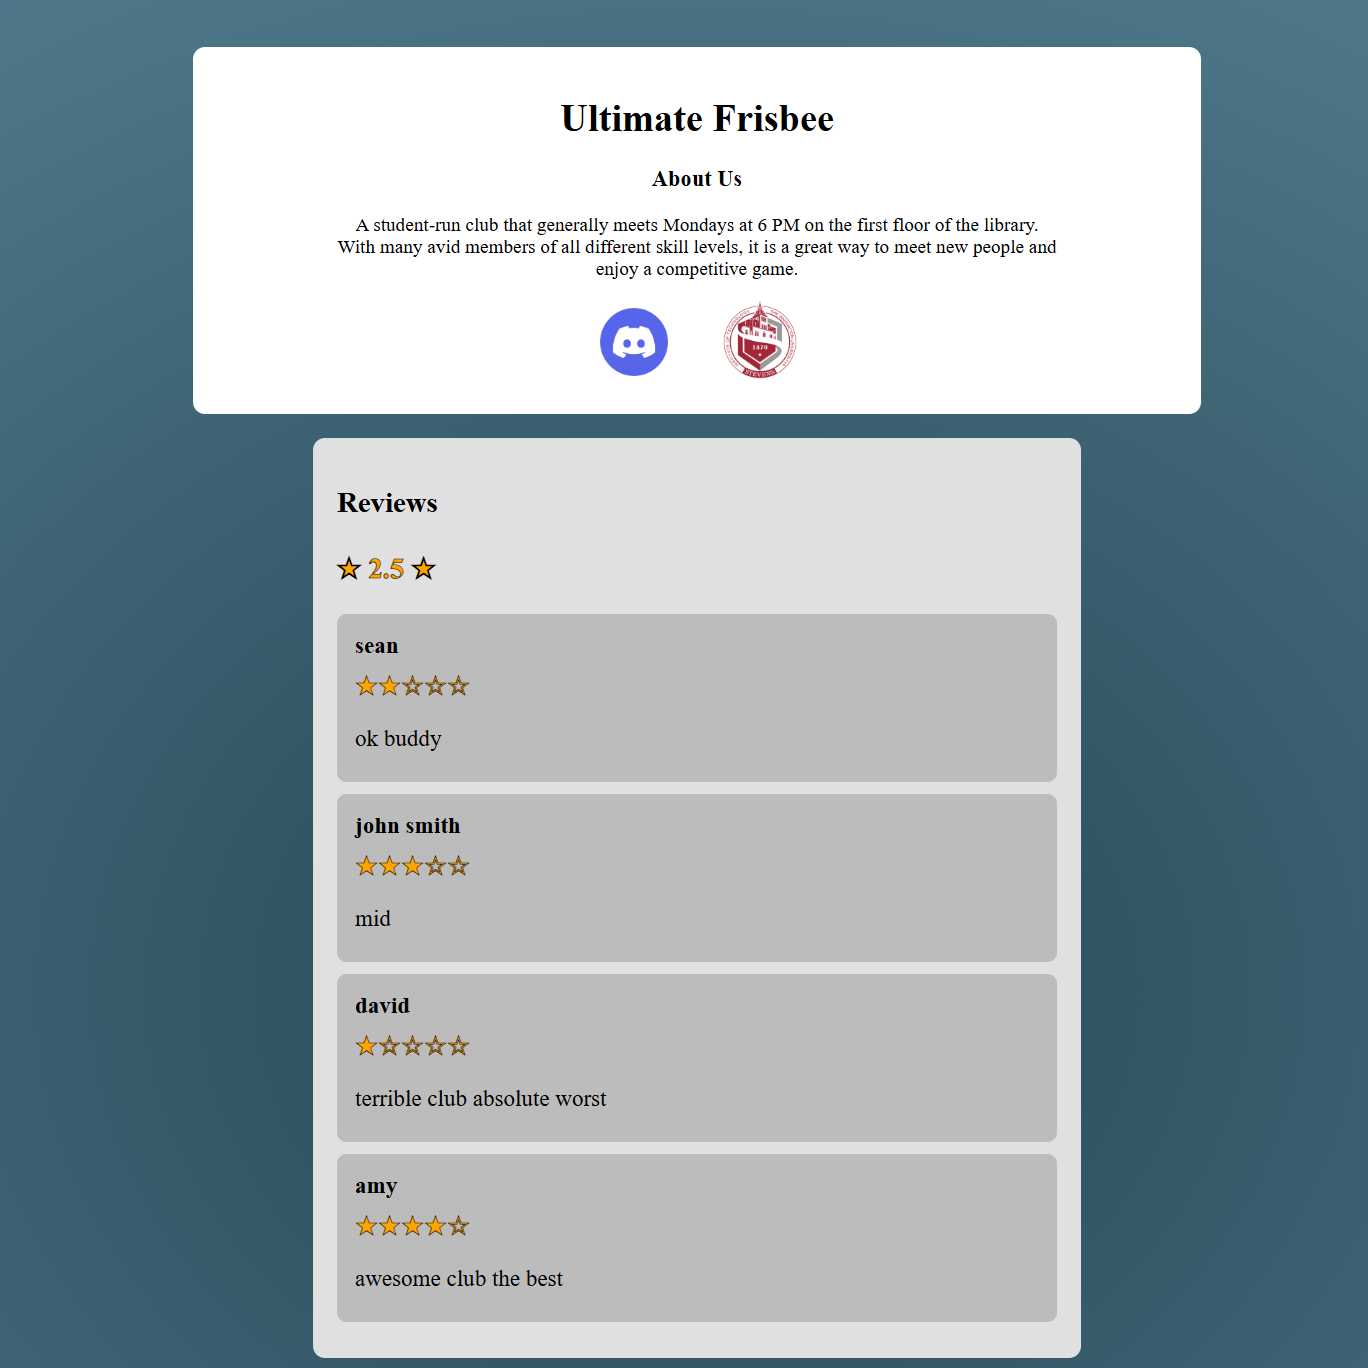 Ultimate Frisbee
About Us
A student-run club that generally meets Mondays at 6 PM on the first floor of the library.
With many avid members of all different skill levels, it is a great way to meet new people and
enjoy a competitive game.
1870
STEVENS
Reviews
★ 2.5 ★
sean
★★☆☆☆
ok buddy
john smith
★★★☆☆
mid
david
★☆☆☆☆
terrible club absolute worst
amy
★★★★☆
awesome club the best